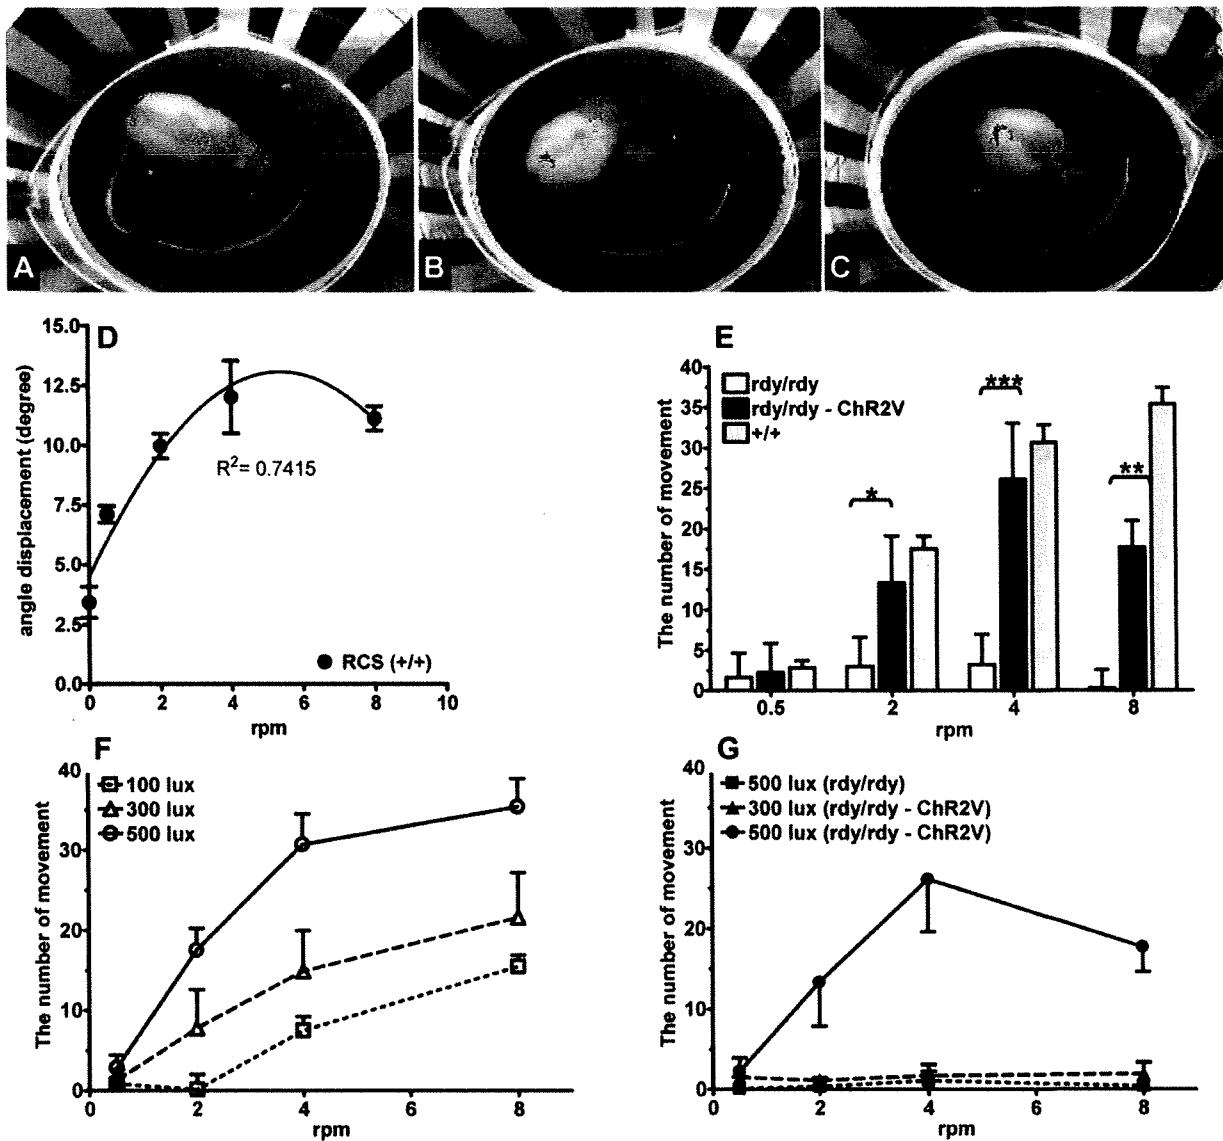 A
B
C
D
15.0
12.5
10.0
7.5
5.0
2.5
0.0
angle displacement (degree)
R²= 0.7415
RCS (+/+)
0 2 4 6 8 10
rpm
E
40
35
30
25
20
15
10
5
0
The number of movement
rdy/rdy
rdy/rdy - ChR2V
+/+
*
***
**
0.5 2 4 8
rpm
F
40
30
20
10
0
The number of movement
100 lux
300 lux
500 lux
0 2 4 6 8
rpm
G
40
30
20
10
0
The number of movement
500 lux (rdy/rdy)
300 lux (rdy/rdy - ChR2V)
500 lux (rdy/rdy - ChR2V)
0 2 4 6 8
rpm